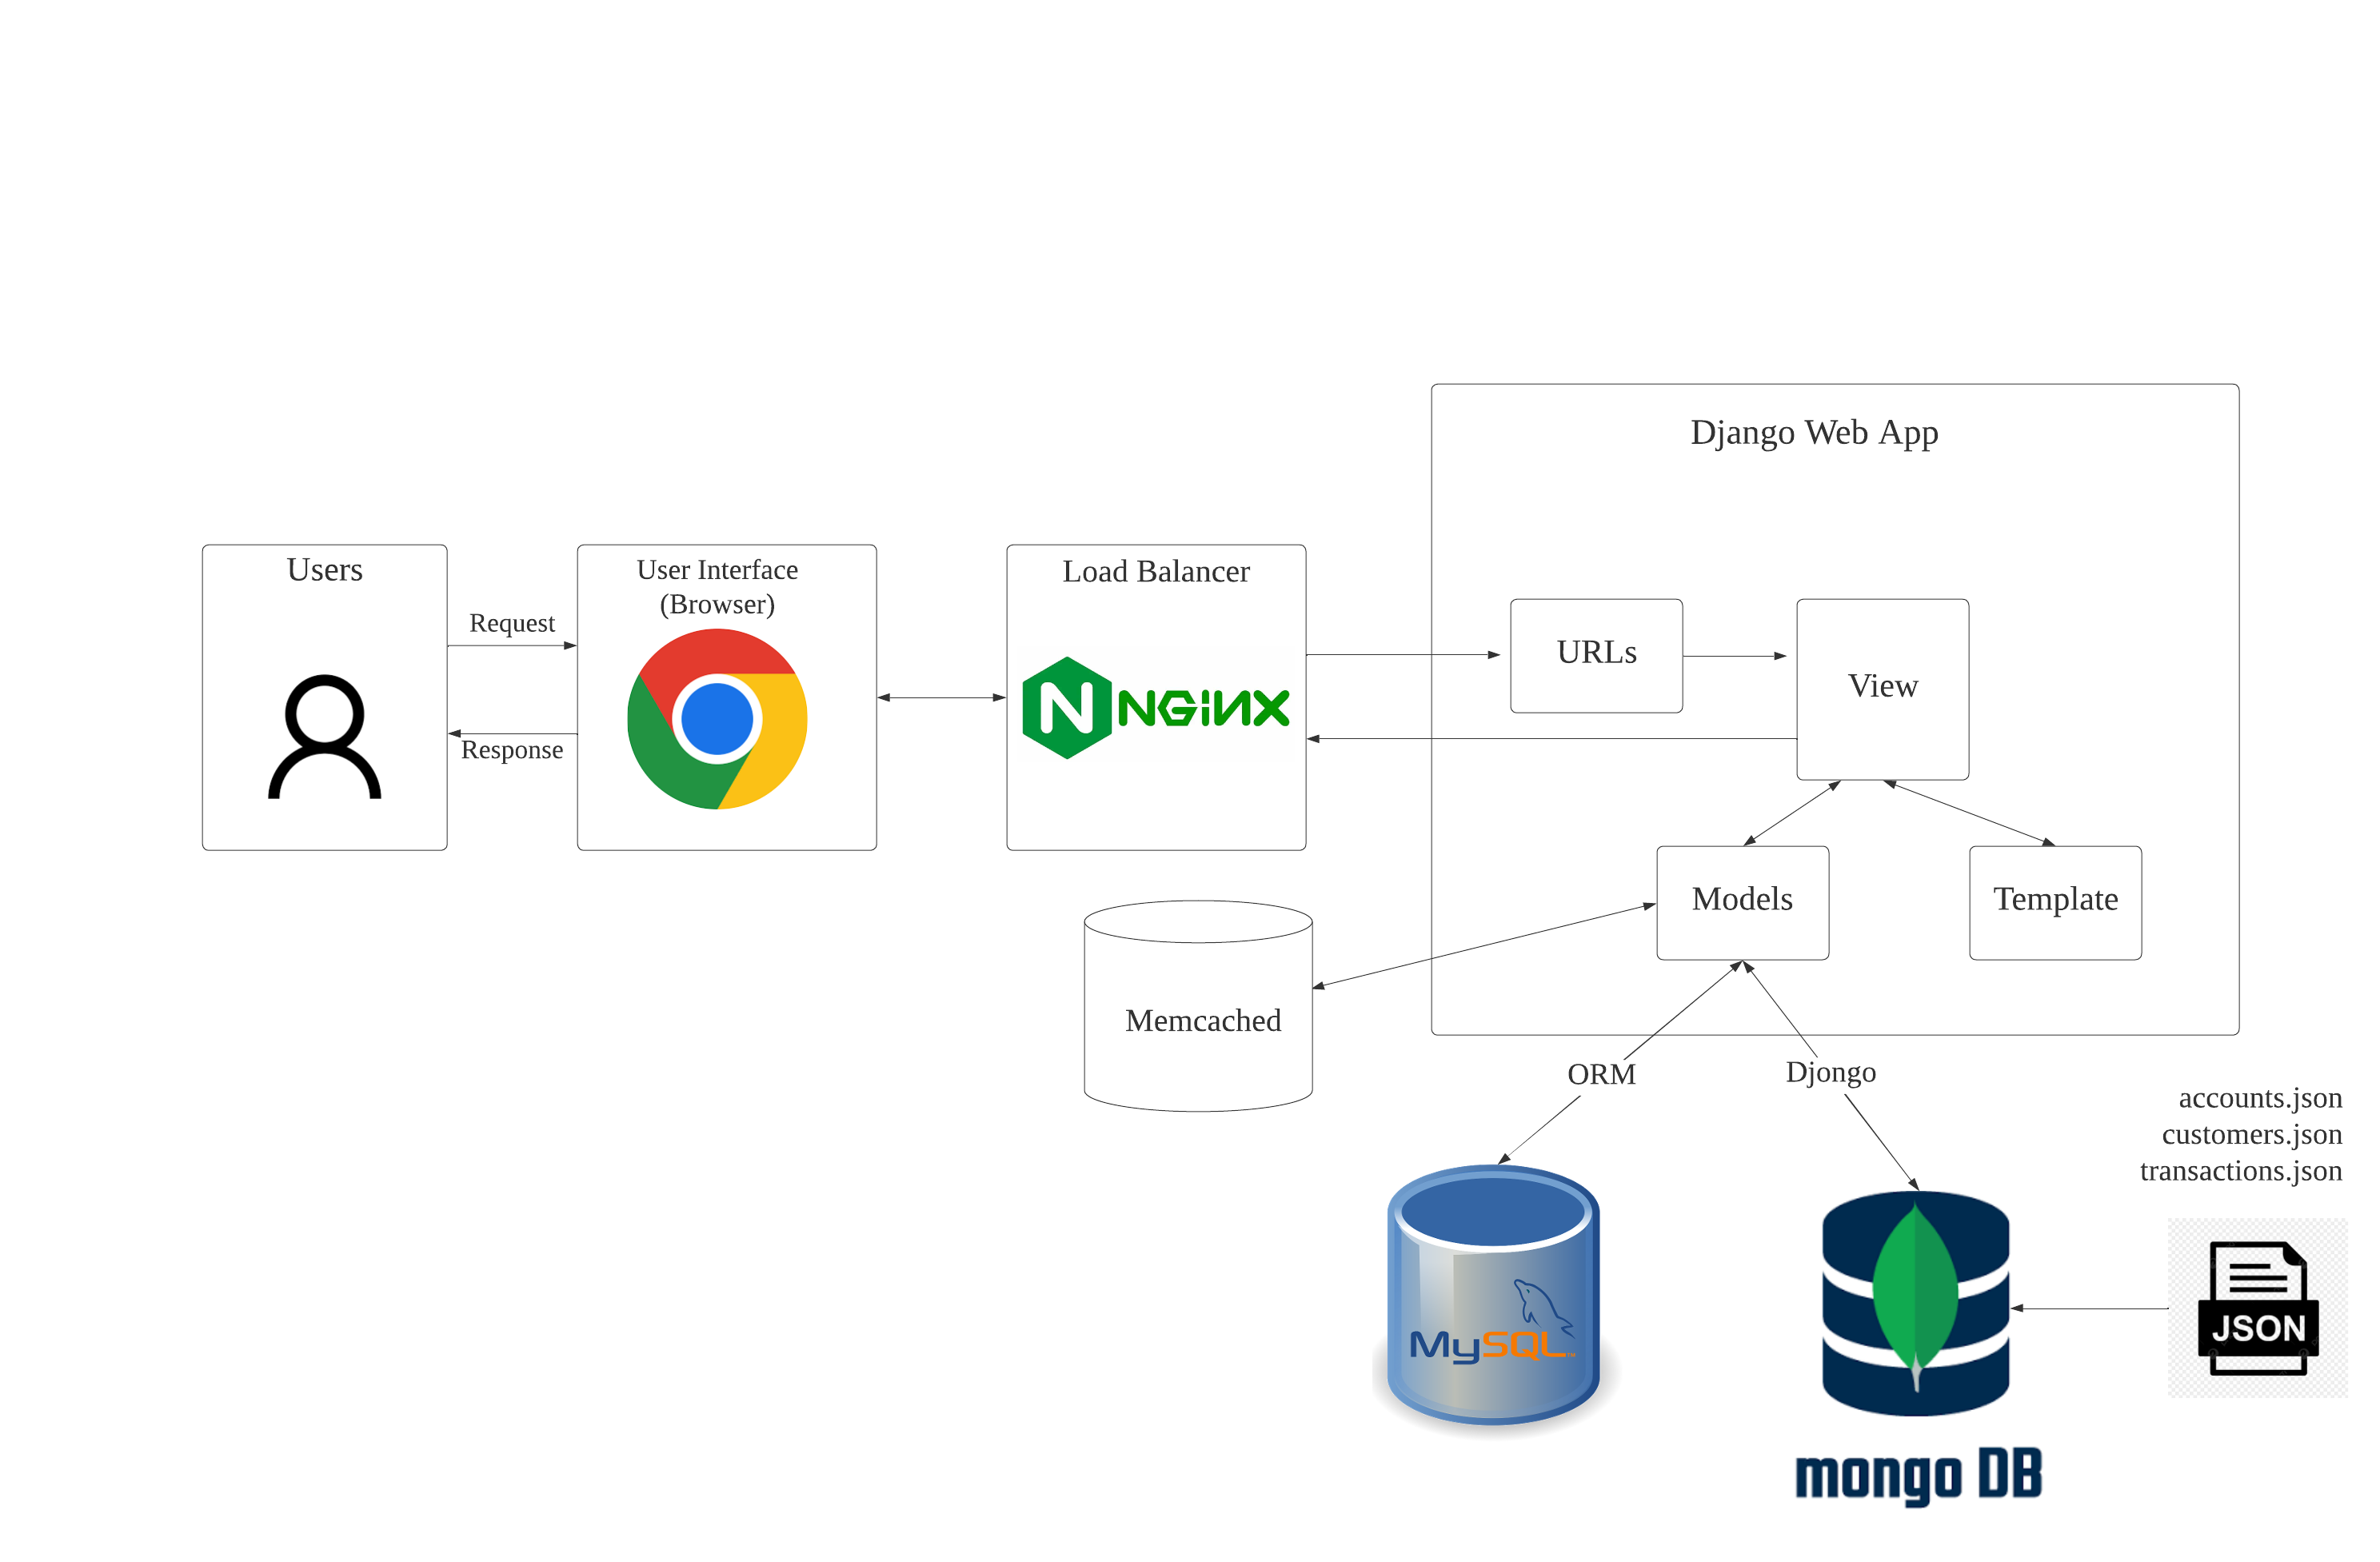 Django Web App
Users
User Interface
(Browser)
Load Balancer
Request
Response
NGINX
URLs
View
Models
Template
Memcached
ORM
Djongo
accounts.json
customers.json
transactions.json
MySQL
JSON
mongo DB